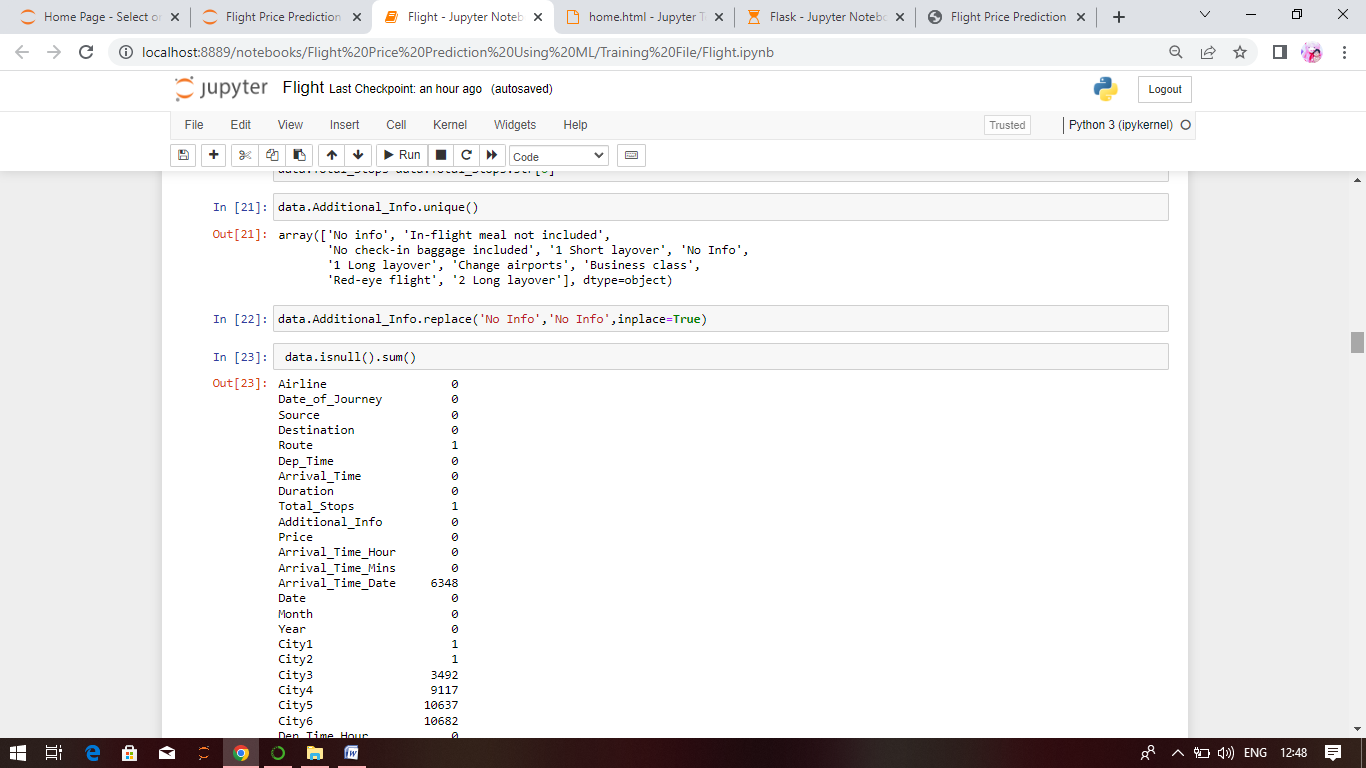 Home Page - Select or
Flight Price Prediction
Flight - Jupyter Noteb
home.html - Jupyter T
Flask - Jupyter Notebo
Flight Price Prediction
localhost:8889/notebooks/Flight%20Price%20Prediction%20Using%20ML/Training%20File/Flight.ipynb
jupyter Flight Last Checkpoint: an hour ago (autosaved)
Logout
File Edit View Insert Cell Kernel Widgets Help
Trusted
Python 3 (ipykernel)
Run
Code
In [21]: data.Additional_Info.unique()
Out[21]: array(['No info', 'In-flight meal not included',
'No check-in baggage included', '1 Short layover', 'No Info',
'1 Long layover', 'Change airports', 'Business class',
'Red-eye flight', '2 Long layover'], dtype=object)
In [22]: data.Additional_Info.replace('No Info','No Info',inplace=True)
In [23]: data.isnull().sum()
Out[23]: Airline 0
Date_of_Journey 0
Source 0
Destination 0
Route 1
Dep_Time 0
Arrival_Time 0
Duration 0
Total_Stops 1
Additional_Info 0
Price 0
Arrival_Time_Hour 0
Arrival_Time_Mins 0
Arrival_Time_Date 6348
Date 0
Month 0
Year 0
City1 1
City2 1
City3 3492
City4 9117
City5 10637
City6 10682
Dep_Time_Hour 0
ENG 12:48